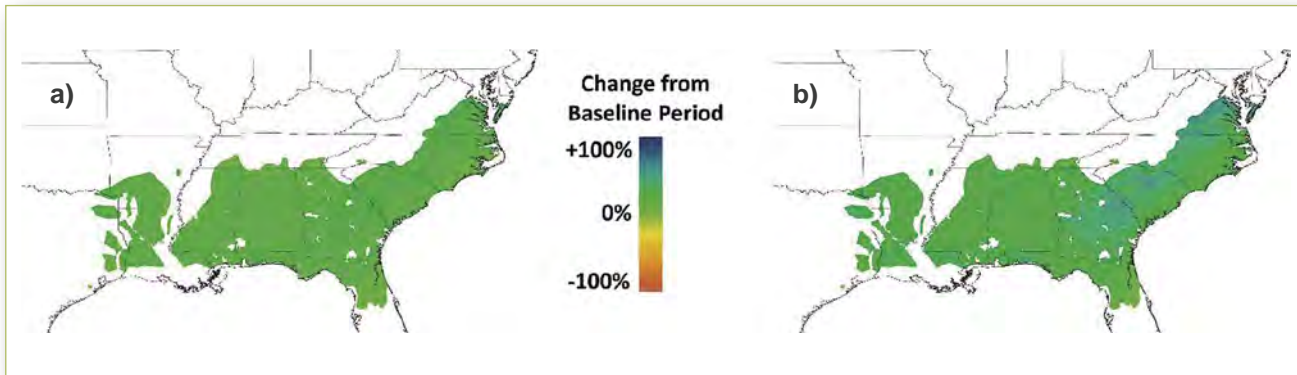 a)
Change from
Baseline Period
+100%
0%
-100%
b)